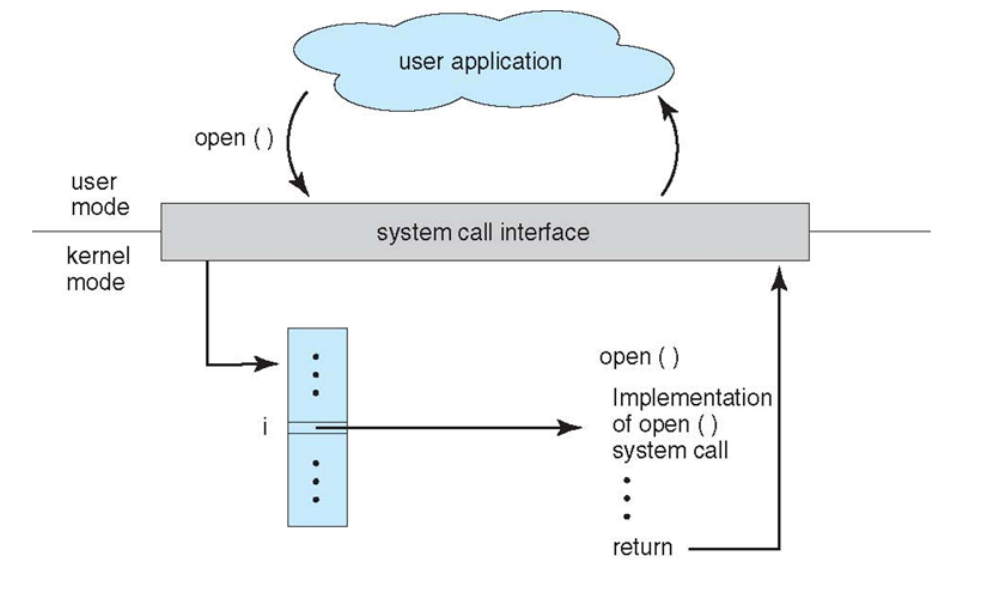 user application
open ( )
user
mode
system call interface
kernel
mode
open ( )
i
Implementation
of open ( )
system call
return